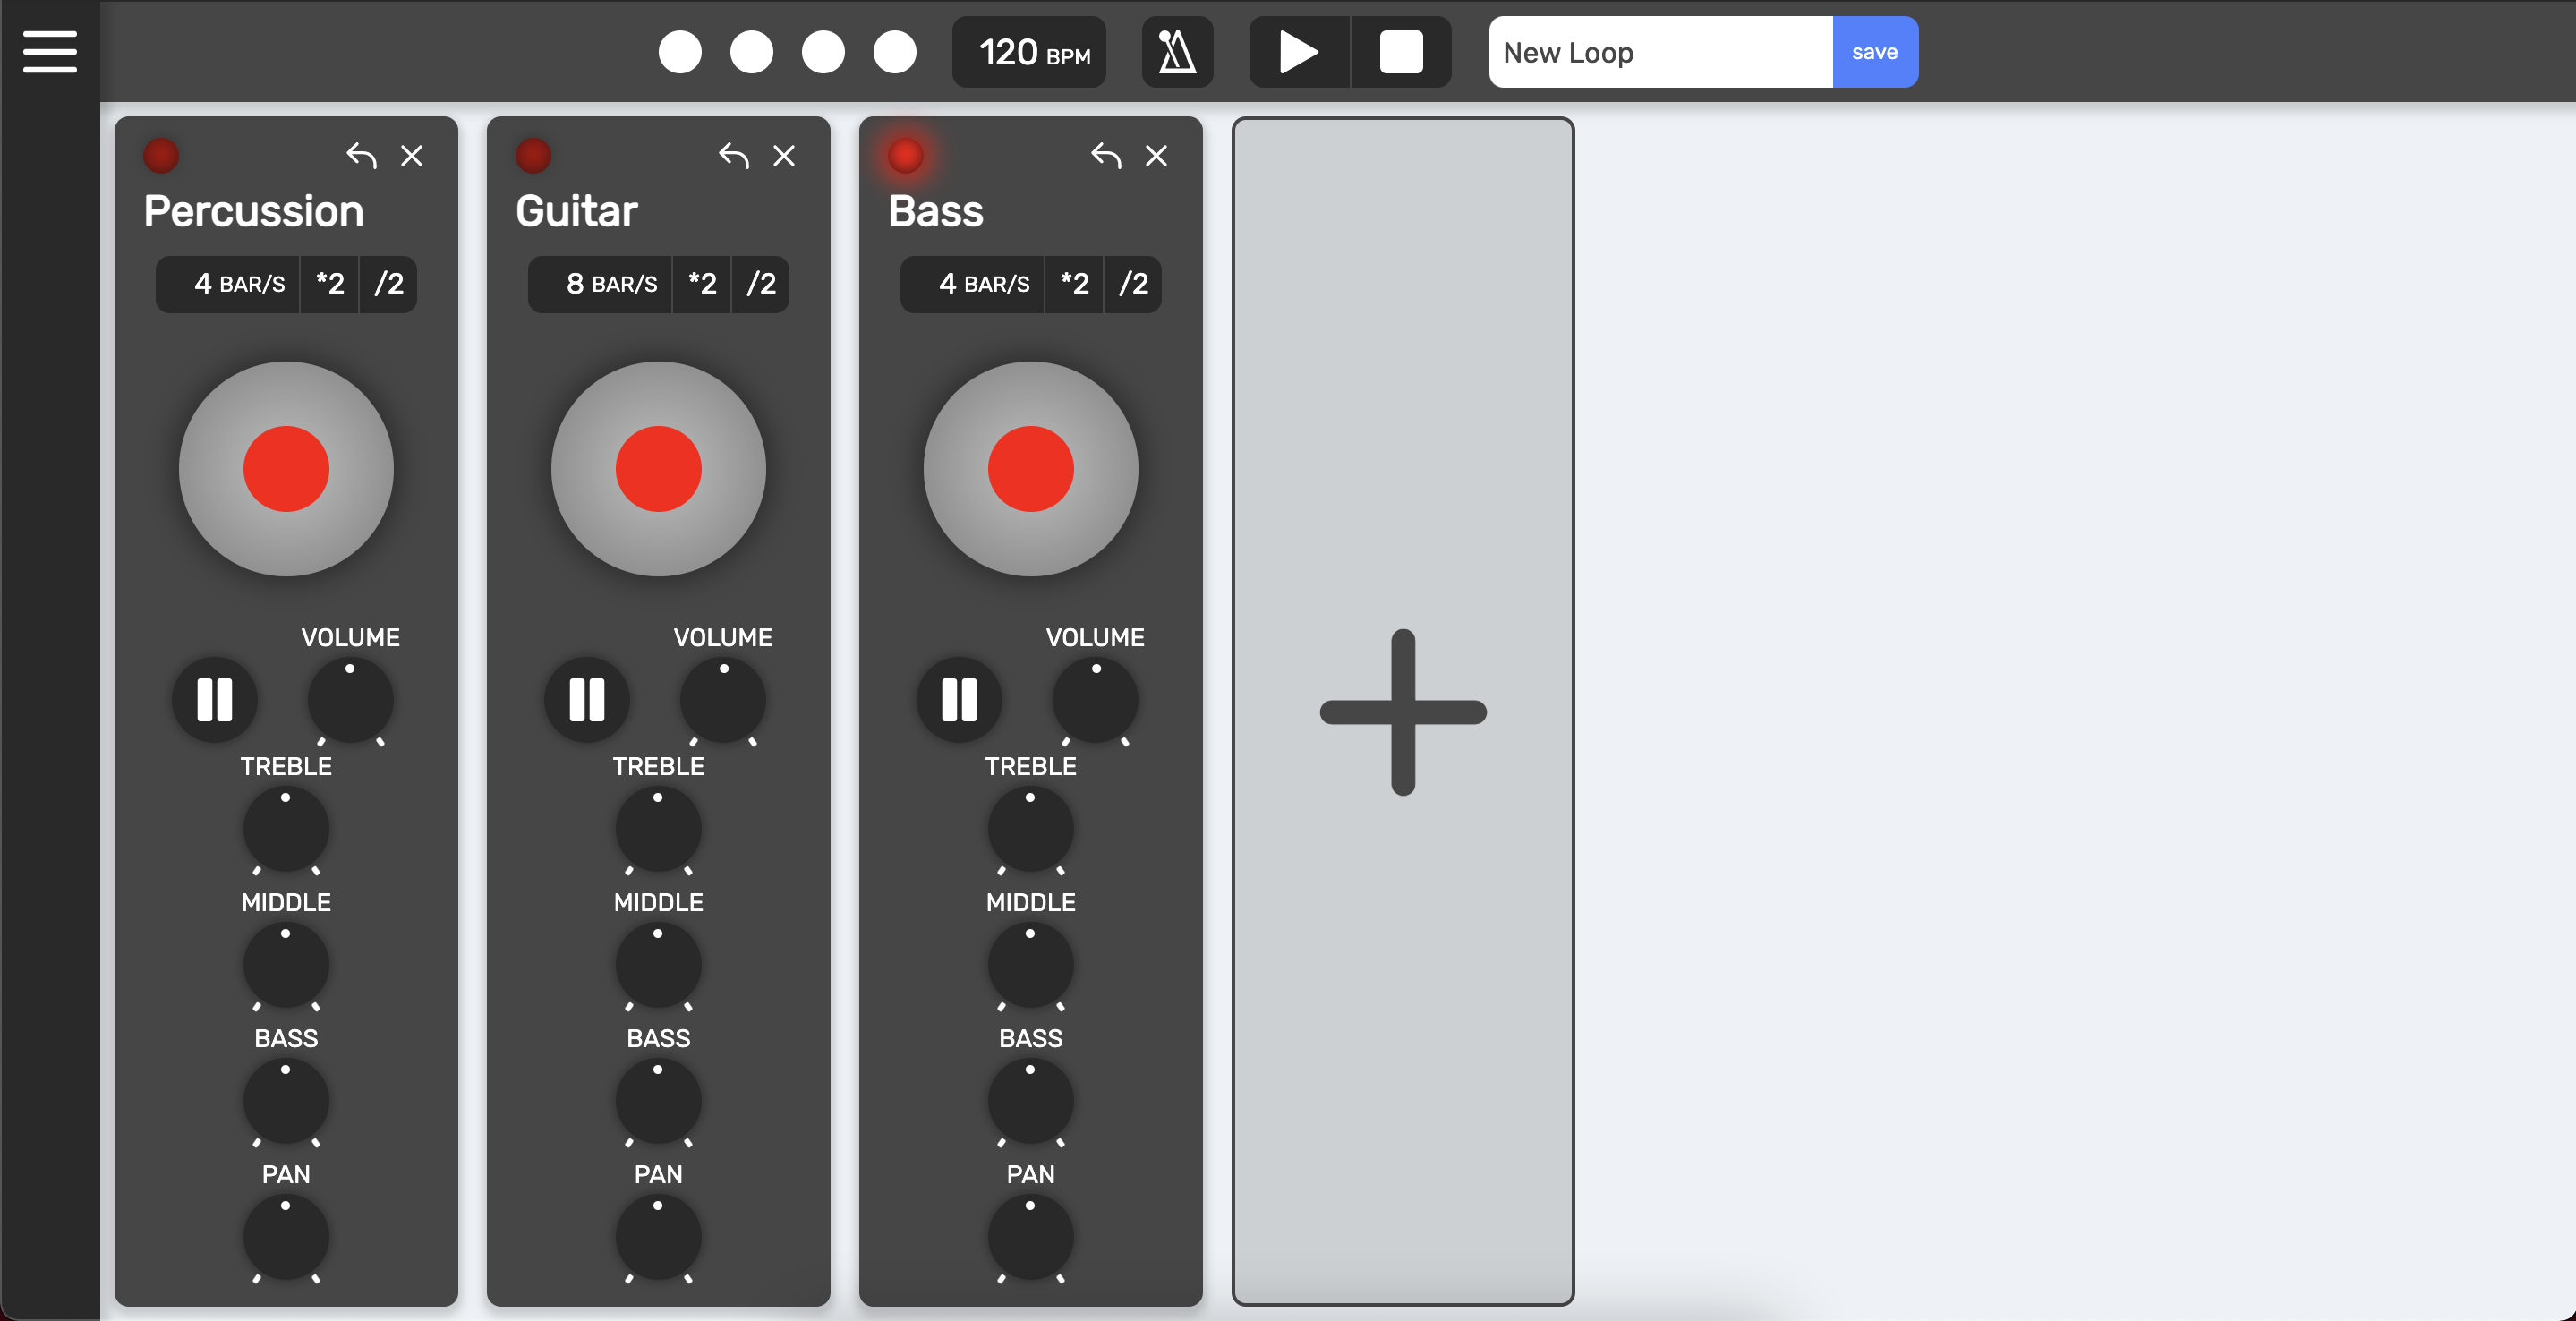 120 BPM
New Loop
save
Percussion
4 BAR/S *2 /2
VOLUME
TREBLE
MIDDLE
BASS
PAN
Guitar
8 BAR/S *2 /2
VOLUME
TREBLE
MIDDLE
BASS
PAN
Bass
4 BAR/S *2 /2
VOLUME
TREBLE
MIDDLE
BASS
PAN